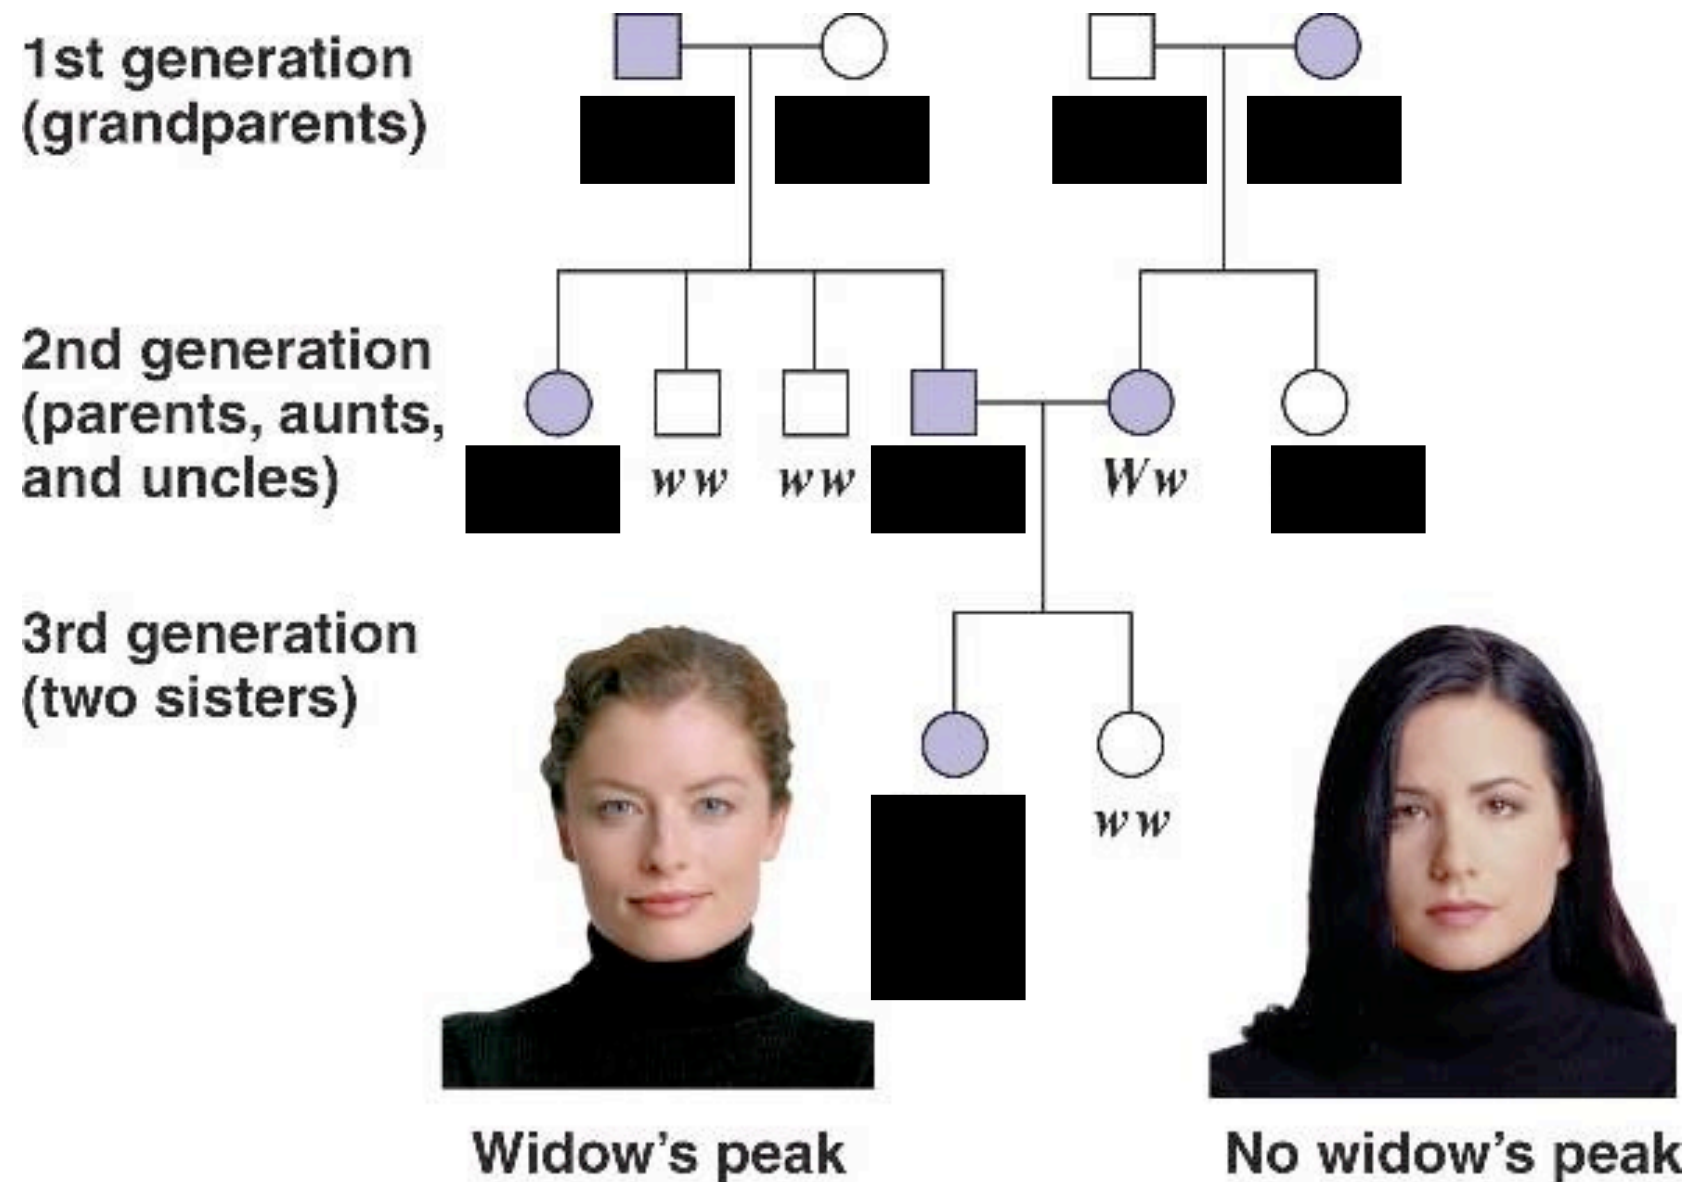 1st generation
(grandparents)
2nd generation
(parents, aunts,
and uncles)
ww
ww
Ww
3rd generation
(two sisters)
ww
Widow's peak
No widow's peak